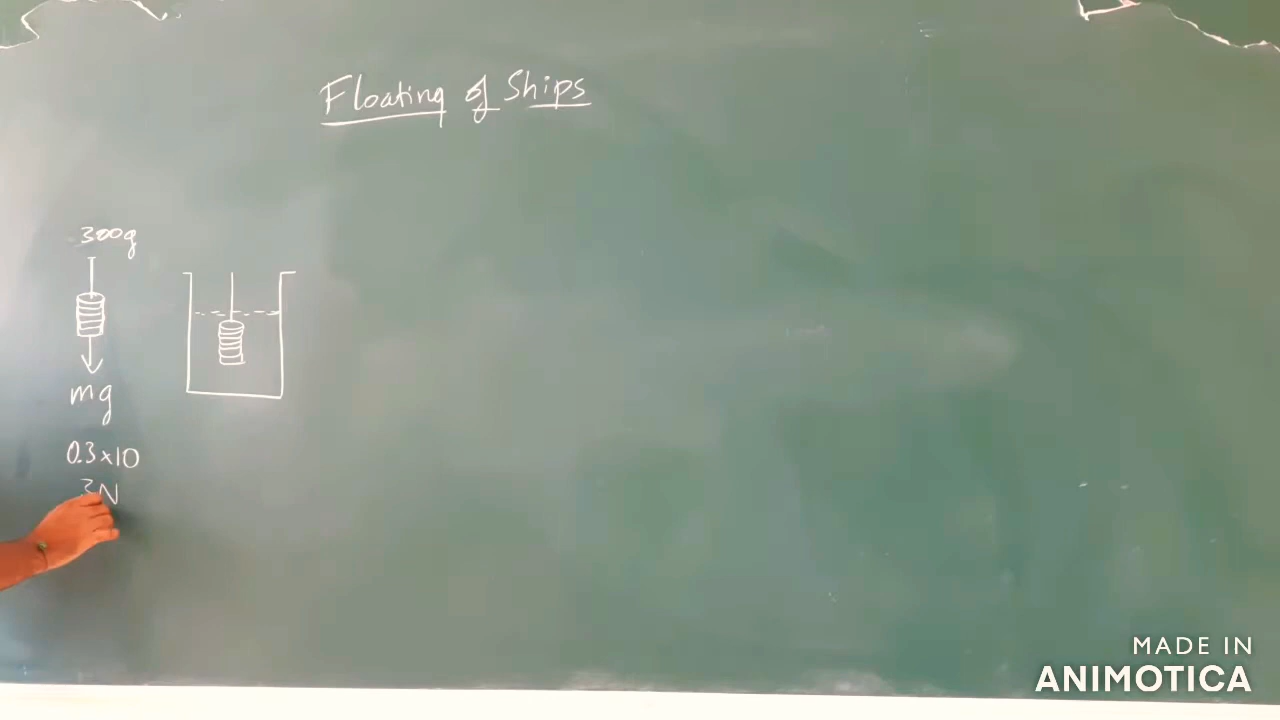 Floating of Ships
300g
mg
0.3×10
3N
MADE IN
ANIMOTICA